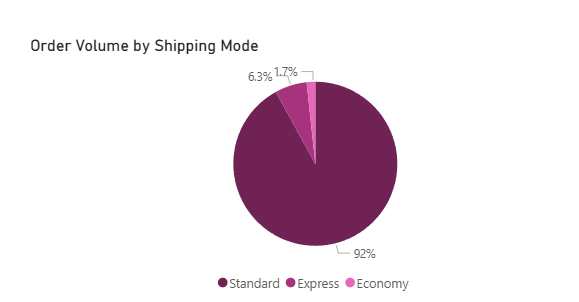 Order Volume by Shipping Mode
6.3% 1.7%
92%
Standard Express Economy